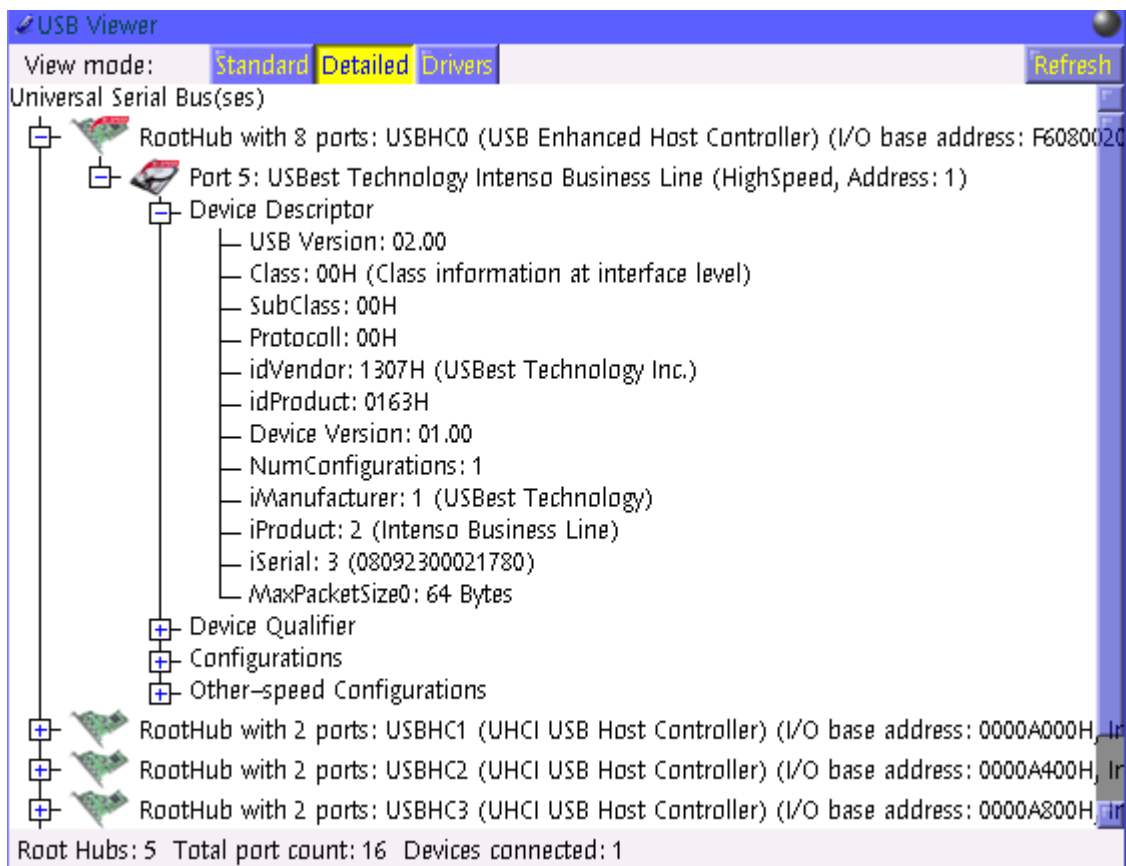 USB Viewer
View mode: Standard Detailed Drivers Refresh
Universal Serial Bus(ses)
RootHub with 8 ports: USBHC0 (USB Enhanced Host Controller) (I/O base address: F6080020
Port 5: USBest Technology Intenso Business Line (HighSpeed, Address: 1)
Device Descriptor
USB Version: 02.00
Class: 00H (Class information at interface level)
SubClass: 00H
Protocoll: 00H
idVendor: 1307H (USBest Technology Inc.)
idProduct: 0163H
Device Version: 01.00
NumConfigurations: 1
iManufacturer: 1 (USBest Technology)
iProduct: 2 (Intenso Business Line)
iSerial: 3 (08092300021780)
MaxPacketSize0: 64 Bytes
Device Qualifier
Configurations
Other-speed Configurations
RootHub with 2 ports: USBHC1 (UHCI USB Host Controller) (I/O base address: 0000A000H, Ir
RootHub with 2 ports: USBHC2 (UHCI USB Host Controller) (I/O base address: 0000A400H, Ir
RootHub with 2 ports: USBHC3 (UHCI USB Host Controller) (I/O base address: 0000A800H, Ir
Root Hubs: 5 Total port count: 16 Devices connected: 1